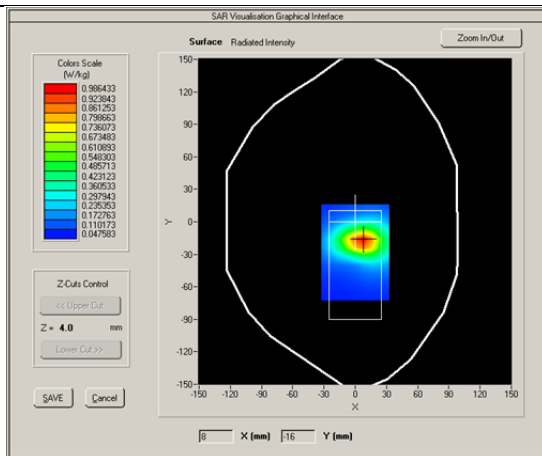 SAR Visualisation Graphical Interface
Surface Radiated Intensity
Zoom In/Out
Colors Scale
(W/kg)
0.986433
0.923843
0.861253
0.798663
0.736073
0.673483
0.610893
0.548303
0.485713
0.423123
0.360533
0.297943
0.235353
0.172763
0.110173
0.047583
Z-Cuts Control
<< Upper Cut
Z = 4.0 mm
Lower Cut >>
SAVE Cancel
150-
120-
90-
60-
30-
0-
-30-
-60-
-90-
-120-
-150-
Y
-150 -120 -90 -60 -30 0 30 60 90 120 150
X
8 X (mm) -16 Y (mm)